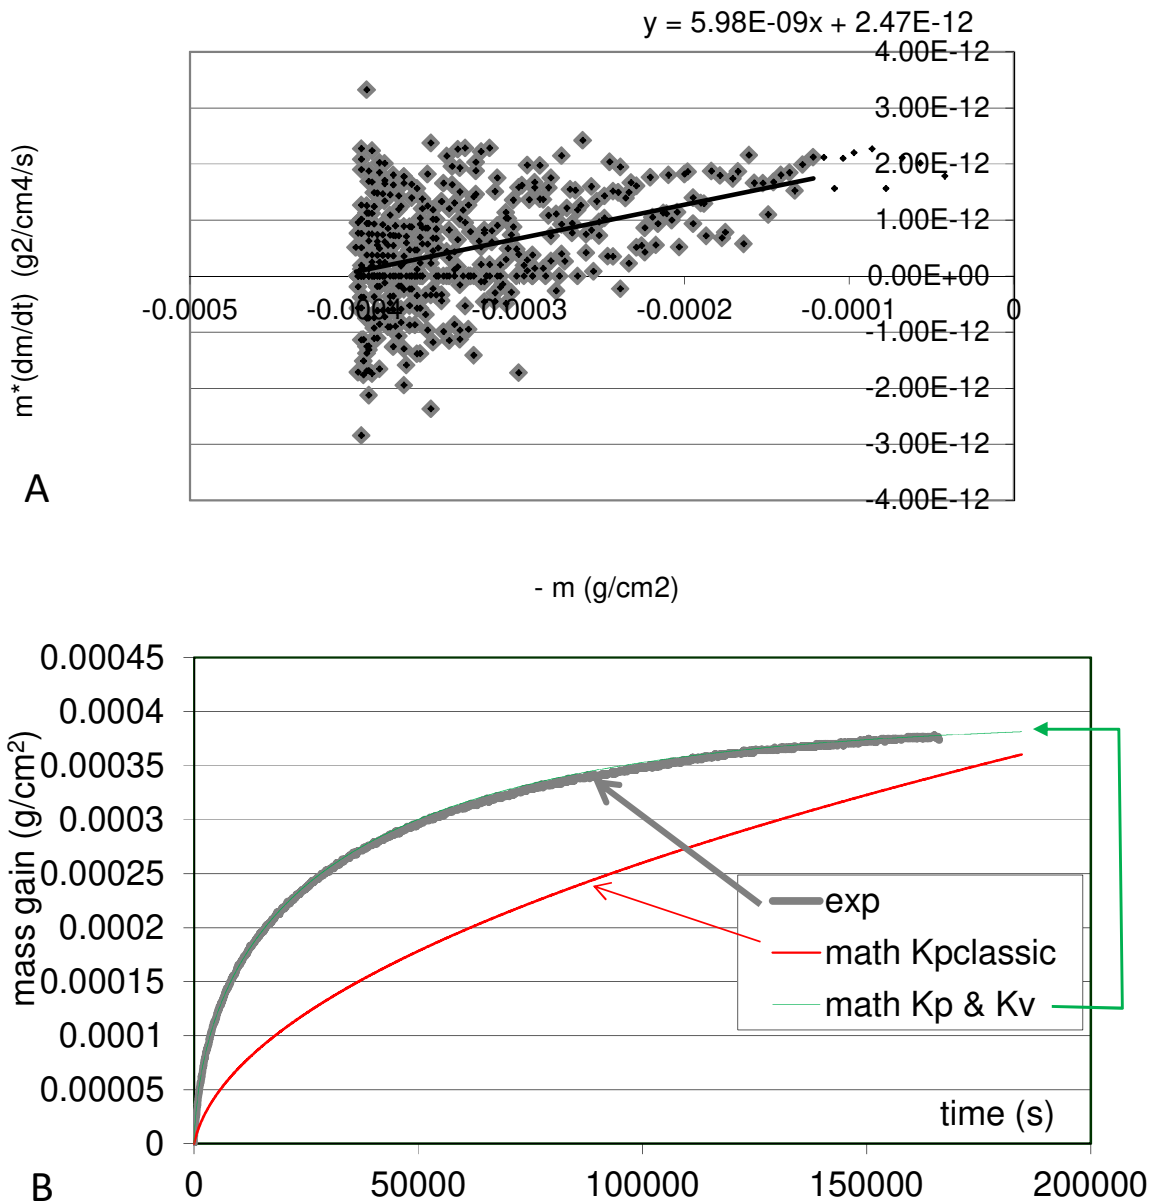 y = 5.98E-09x + 2.47E-12
m*(dm/dt) (g2/cm4/s)
4.00E-12
3.00E-12
2.00E-12
1.00E-12
0.00E+00
-0.0005 -0.0004 -0.0003 -0.0002 -0.0001 0
-1.00E-12
-2.00E-12
-3.00E-12
-4.00E-12
A
- m (g/cm2)
mass gain (g/cm²)
0.00045
0.0004
0.00035
0.0003
0.00025
0.0002
0.00015
0.0001
0.00005
0
exp
math Kpclassic
math Kp & Kv
time (s)
0 50000 100000 150000 200000
B